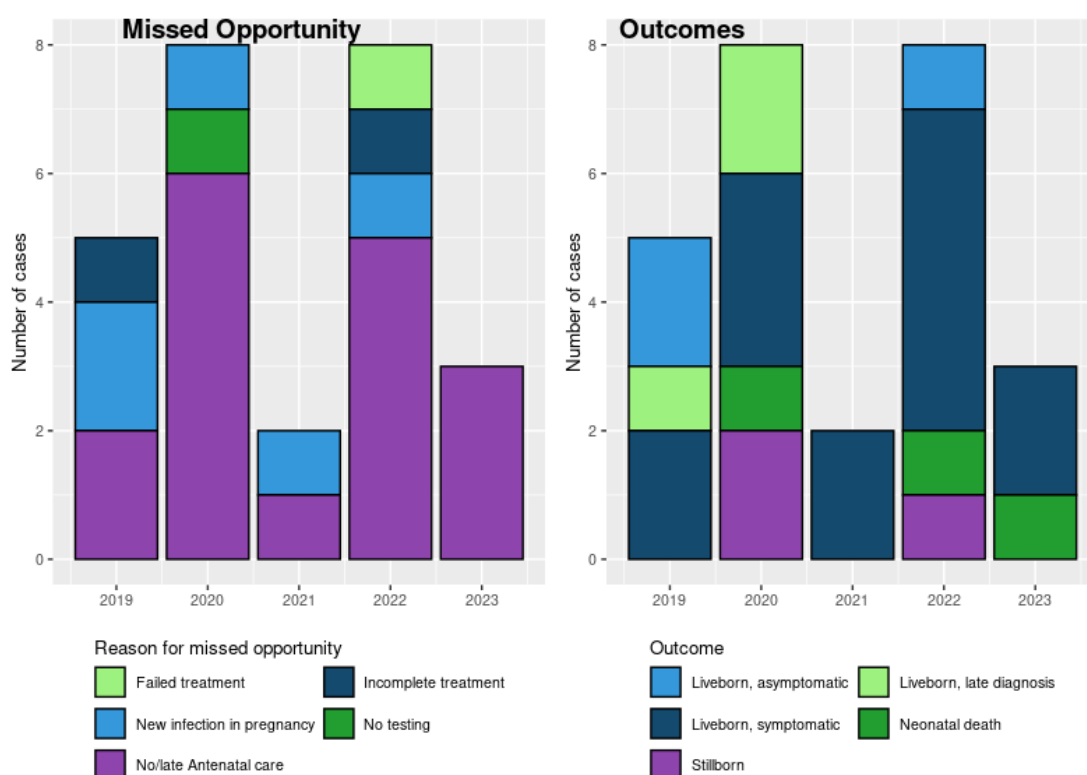 Missed Opportunity
Number of cases
8
6
4
2
0
2019 2020 2021 2022 2023
Reason for missed opportunity
Failed treatment Incomplete treatment
New infection in pregnancy No testing
No/late Antenatal care
Outcomes
Number of cases
8
6
4
2
0
2019 2020 2021 2022 2023
Outcome
Liveborn, asymptomatic Liveborn, late diagnosis
Liveborn, symptomatic Neonatal death
Stillborn